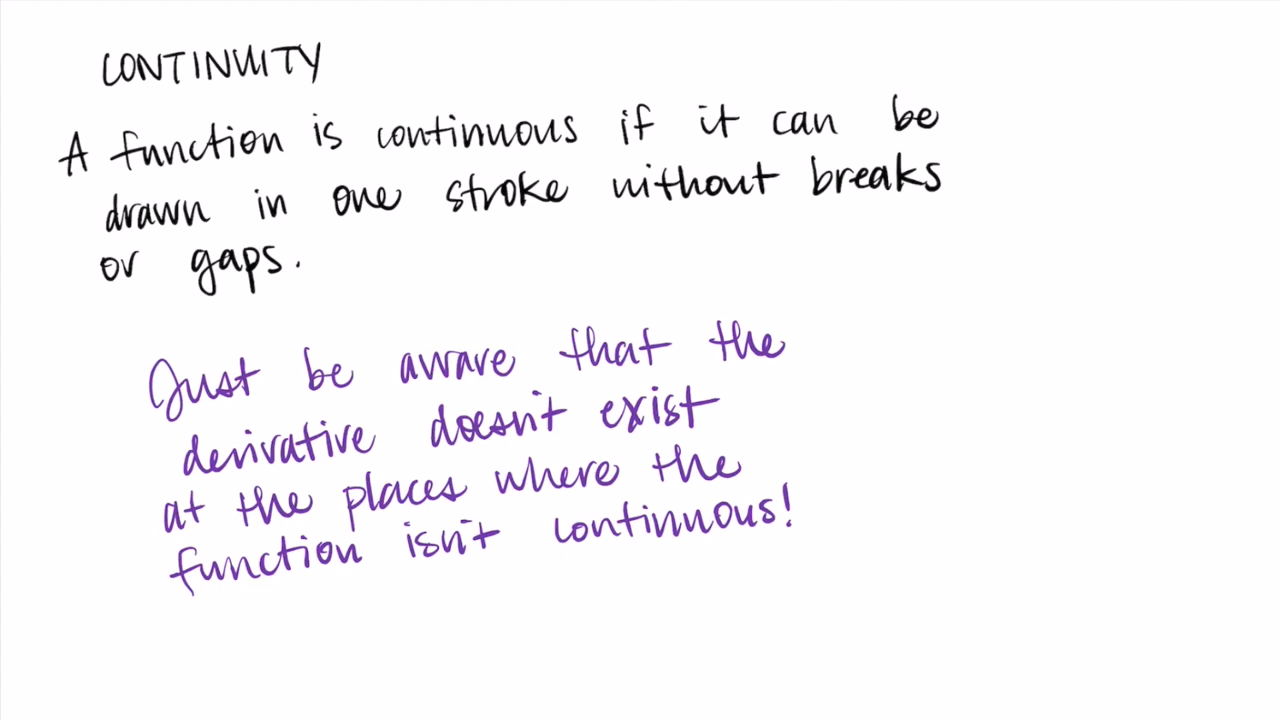 CONTINUITY
A function is continuous if it can be
drawn in one stroke without breaks
or gaps.
Just be aware that the
derivative doesn't exist
at the places where the
function isn't continuous!